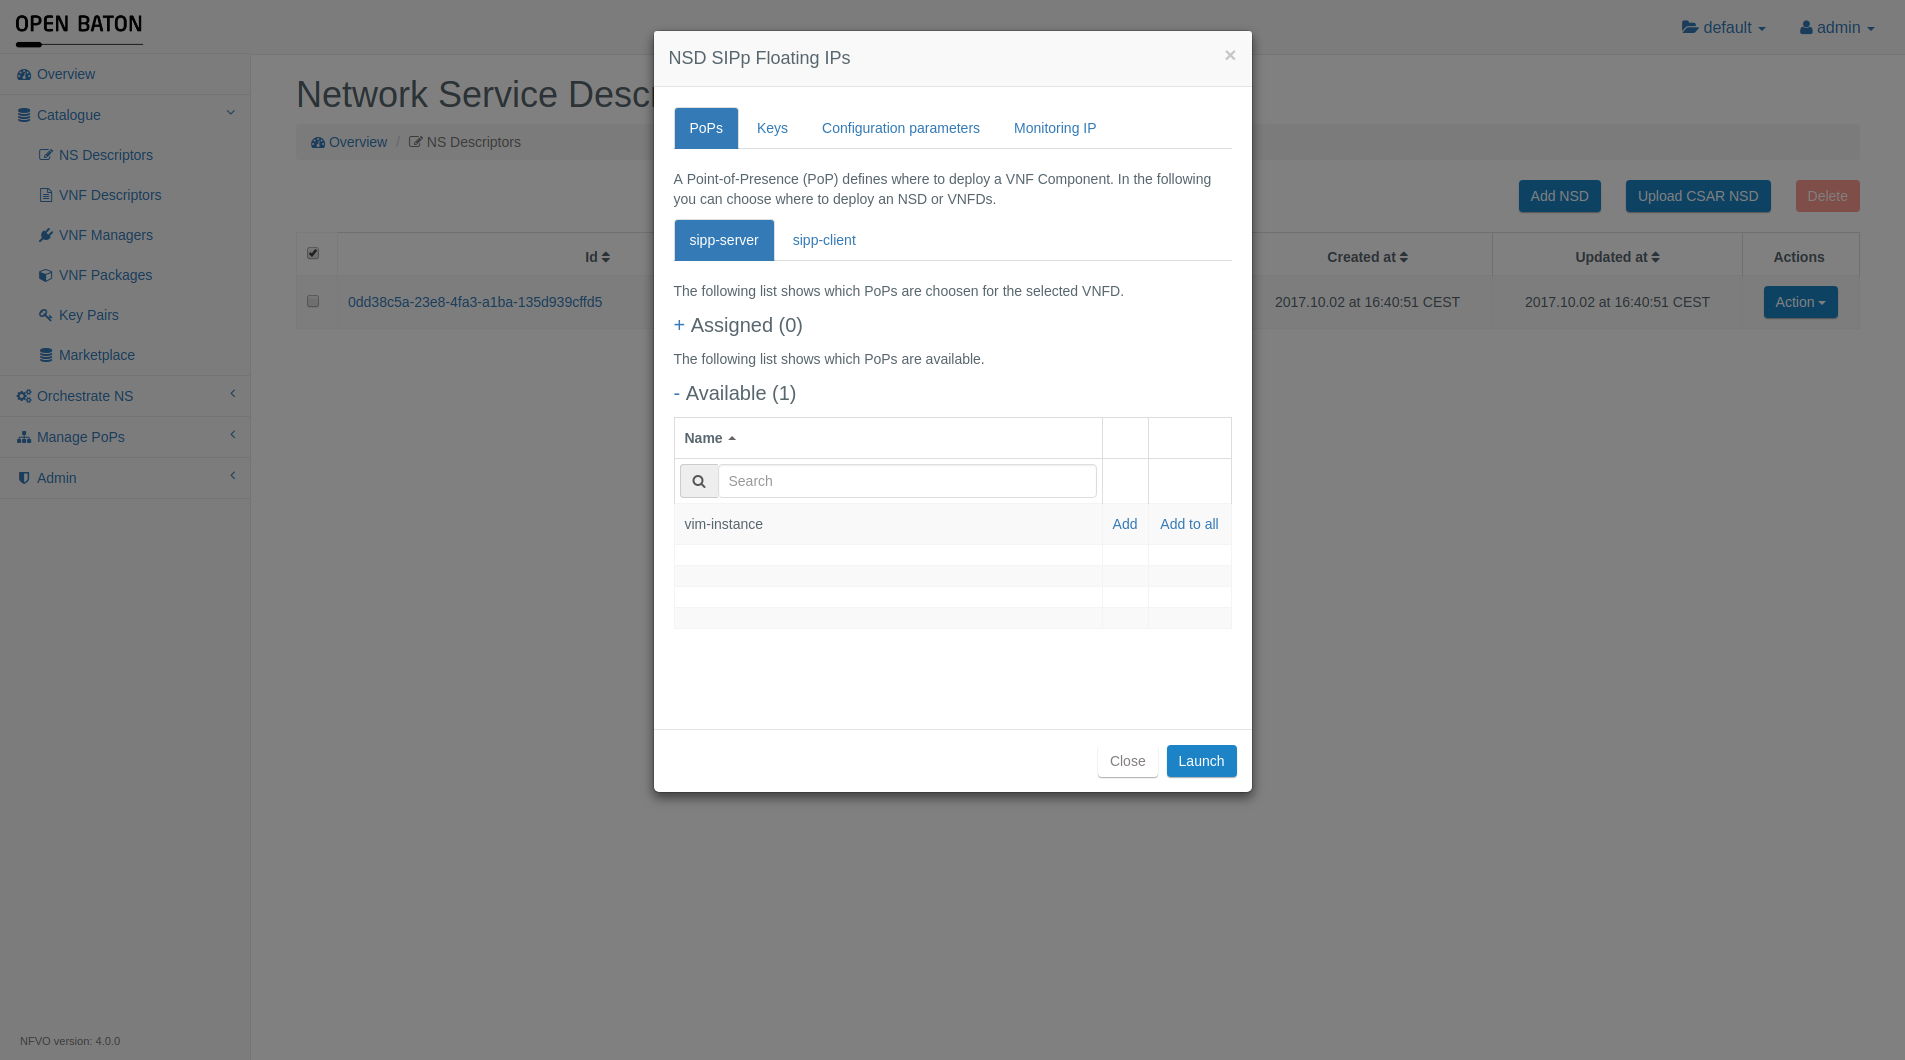 OPEN BATON
default
admin
Overview
Catalogue
NS Descriptors
VNF Descriptors
VNF Managers
VNF Packages
Key Pairs
Marketplace
Orchestrate NS
Manage PoPs
Admin
NFVO version: 4.0.0
Network Service Descr
Overview / NS Descriptors
Add NSD Upload CSAR NSD Delete
Id Created at Updated at Actions
0dd38c5a-23e8-4fa3-a1ba-135d939cffd5 2017.10.02 at 16:40:51 CEST 2017.10.02 at 16:40:51 CEST Action
NSD SIPp Floating IPs ×
PoPs Keys Configuration parameters Monitoring IP
A Point-of-Presence (PoP) defines where to deploy a VNF Component. In the following
you can choose where to deploy an NSD or VNFDs.
sipp-server sipp-client
The following list shows which PoPs are choosen for the selected VNFD.
+ Assigned (0)
The following list shows which PoPs are available.
- Available (1)
Name
Search
vim-instance Add Add to all
Close Launch